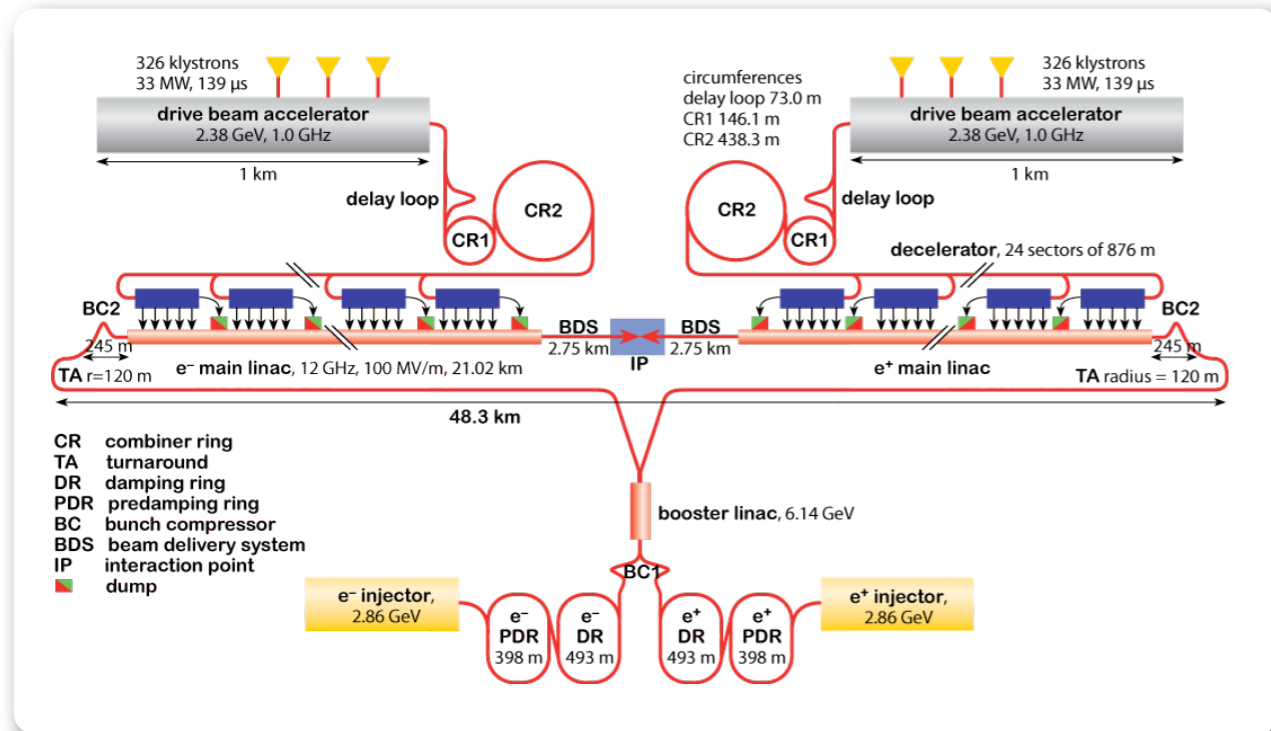 326 klystrons
33 MW, 139 µs
drive beam accelerator
2.38 GeV, 1.0 GHz
1 km
circumferences
delay loop 73.0 m
CR1 146.1 m
CR2 438.3 m
326 klystrons
33 MW, 139 µs
drive beam accelerator
2.38 GeV, 1.0 GHz
1 km
delay loop
CR1
CR2
CR2
CR1
delay loop
decelerator, 24 sectors of 876 m
BC2
245 m
TA r=120 m
e⁻ main linac, 12 GHz, 100 MV/m, 21.02 km
BDS
2.75 km
IP
BDS
2.75 km
e⁺ main linac
BC2
245 m
TA radius = 120 m
48.3 km
CR combiner ring
TA turnaround
DR damping ring
PDR predamping ring
BC bunch compressor
BDS beam delivery system
IP interaction point
dump
booster linac, 6.14 GeV
BC1
e⁻ injector,
2.86 GeV
e⁻
PDR
398 m
e⁻
DR
493 m
e⁺
DR
493 m
e⁺
PDR
398 m
e⁺ injector,
2.86 GeV